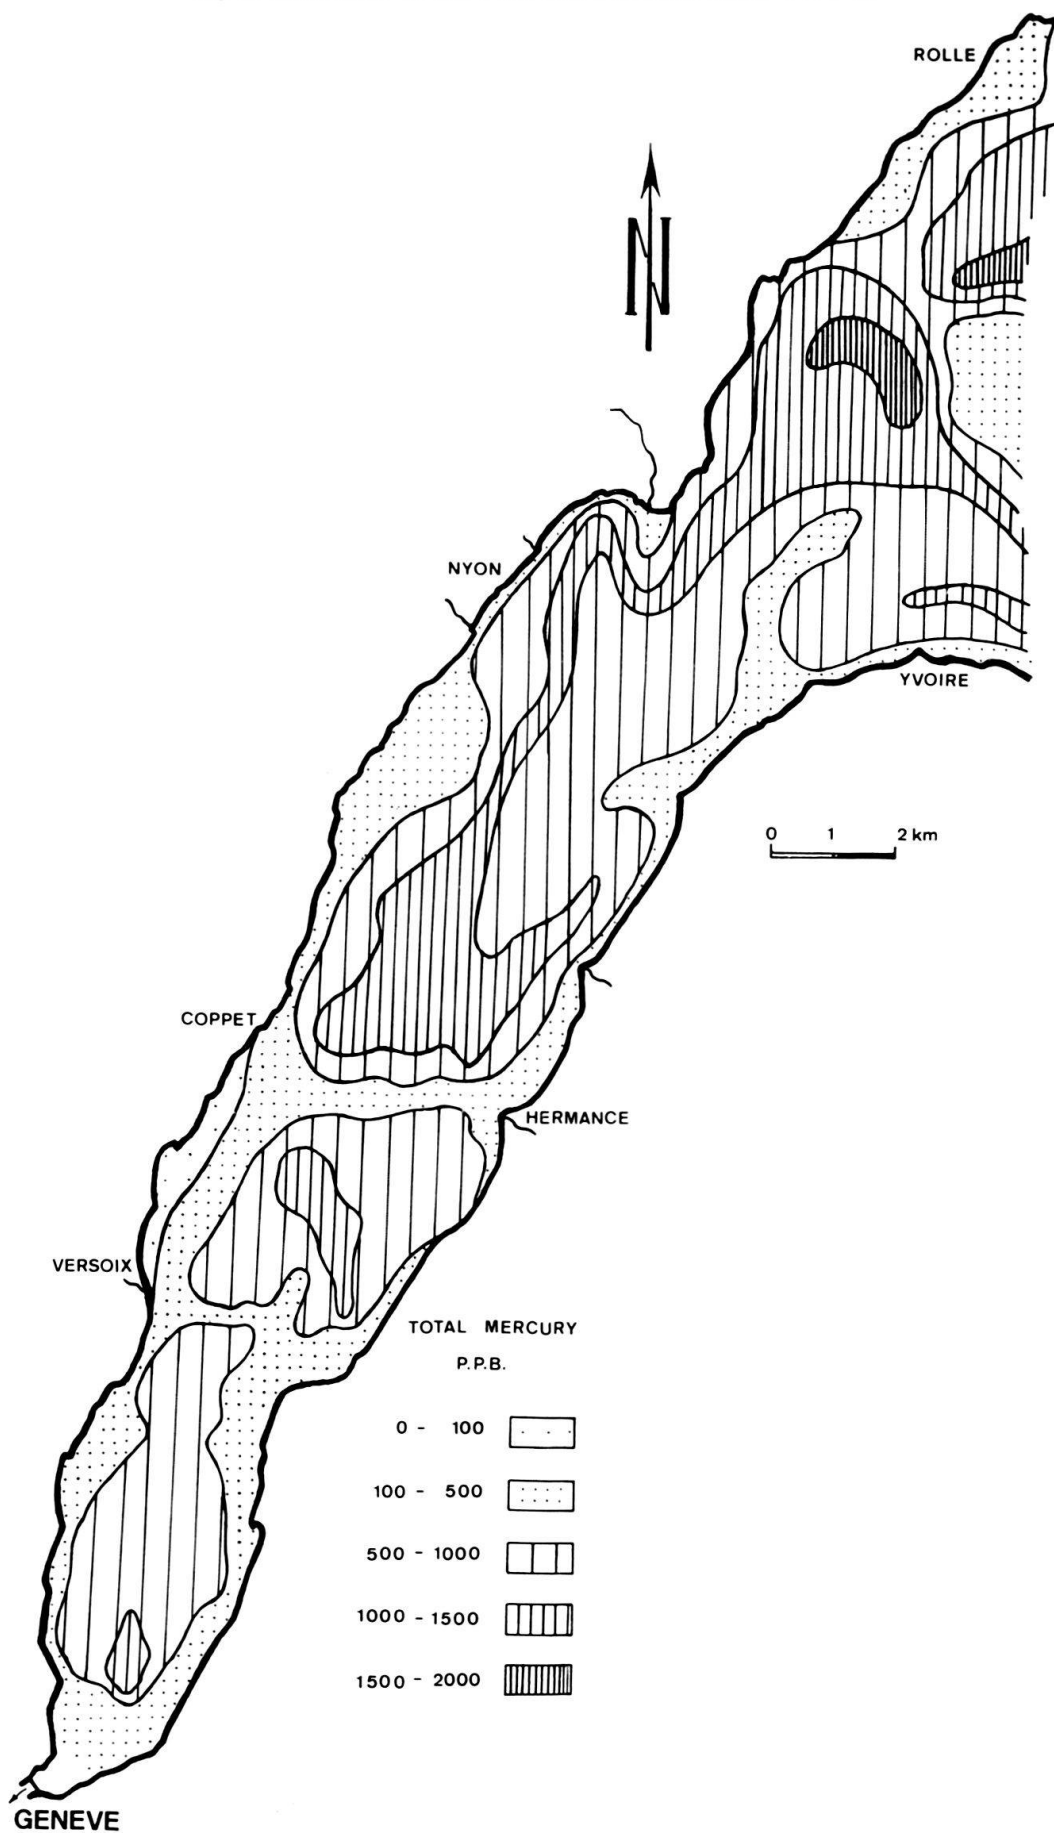 ROLLE
N
NYON
YVOIRE
0 1 2 km
COPPET
HERMANCE
VERSOIX
TOTAL MERCURY
P.P.B.
0 - 100
100 - 500
500 - 1000
1000 - 1500
1500 - 2000
GENEVE